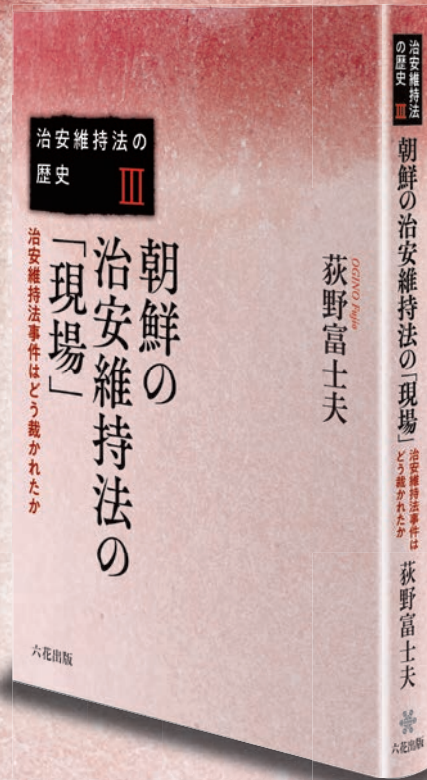 治安維持法の
歴史 III
朝鮮の
治安維持法の
「現場」
治安維持法事件はどう裁かれたか
OGINO Fujio
荻野富士夫
六花出版
治安維持法
の歴史 III
朝鮮の治安維持法の「現場」
治安維持法事件は
どう裁かれたか
荻野富士夫
六花出版